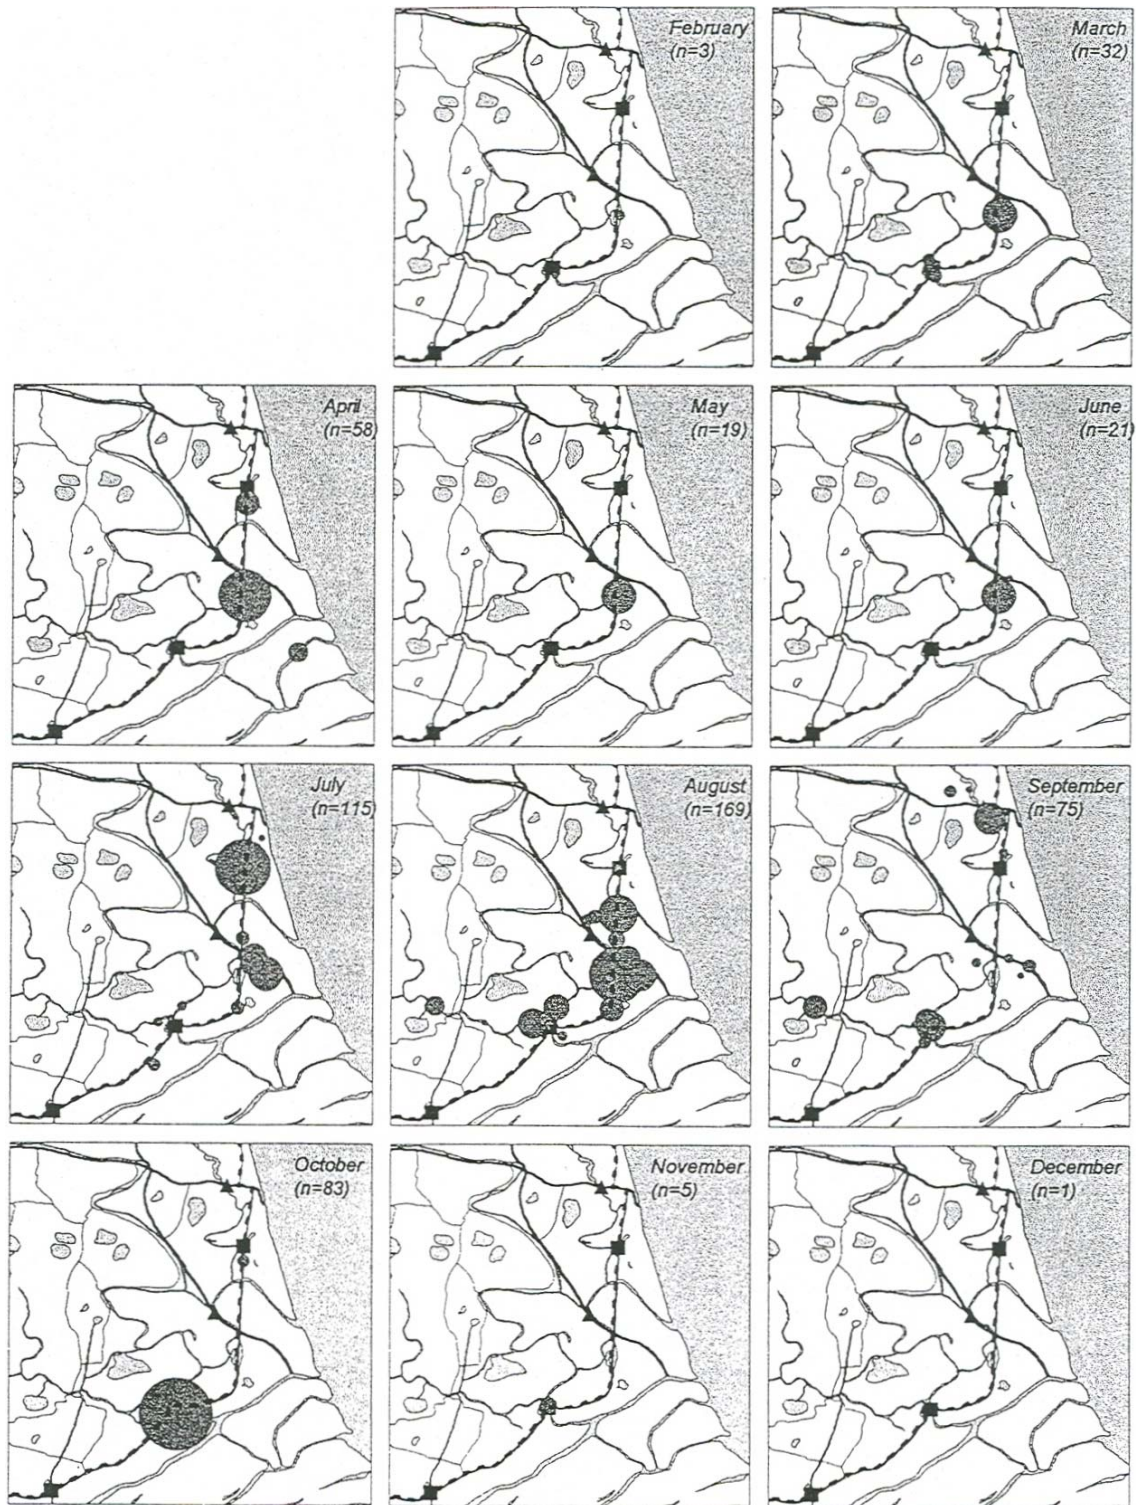 February
(n=3)
March
(n=32)
April
(n=58)
May
(n=19)
June
(n=21)
July
(n=115)
August
(n=169)
September
(n=75)
October
(n=83)
November
(n=5)
December
(n=1)